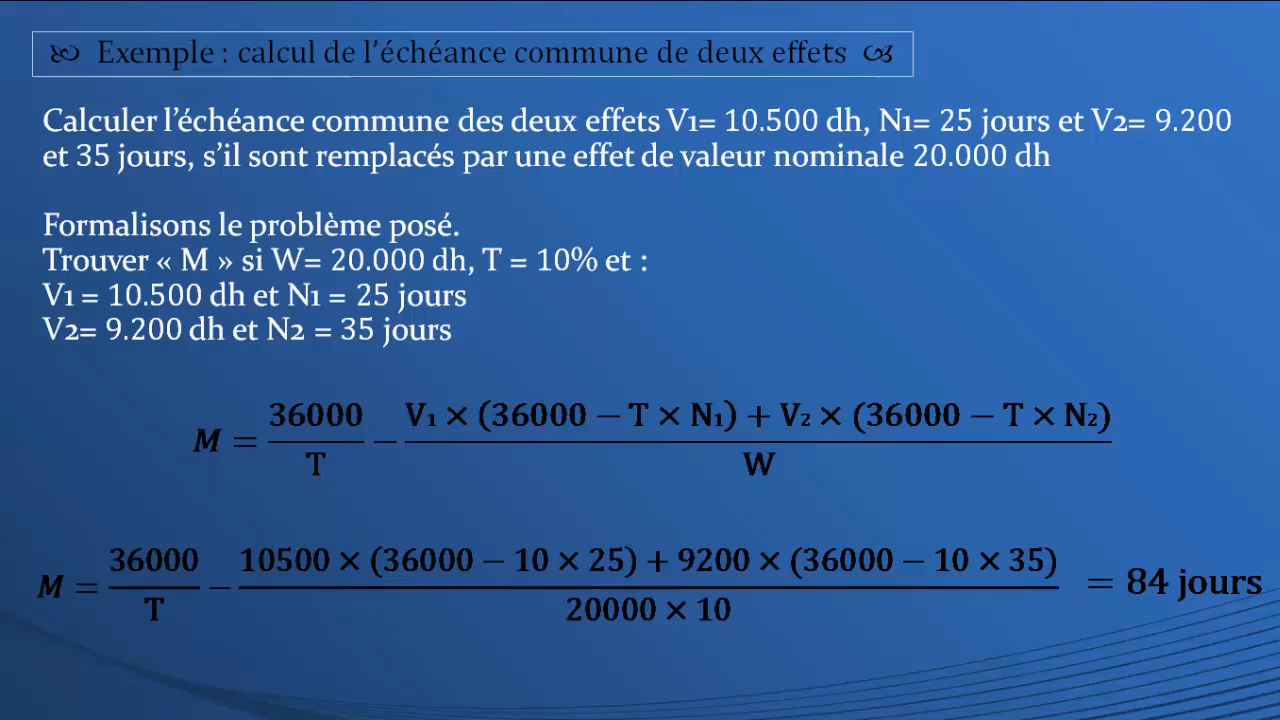 Exemple : calcul de l’échéance commune de deux effets
Calculer l’échéance commune des deux effets V1= 10.500 dh, N1= 25 jours et V2= 9.200
et 35 jours, s’il sont remplacés par une effet de valeur nominale 20.000 dh
Formalisons le problème posé.
Trouver « M » si W= 20.000 dh, T = 10% et :
V1 = 10.500 dh et N1 = 25 jours
V2= 9.200 dh et N2 = 35 jours
M = 36000/T − V₁ × (36000 − T × N₁) + V₂ × (36000 − T × N₂)/W
M = 36000/T − 10500 × (36000 − 10 × 25) + 9200 × (36000 − 10 × 35)/20000 × 10 = 84 jours